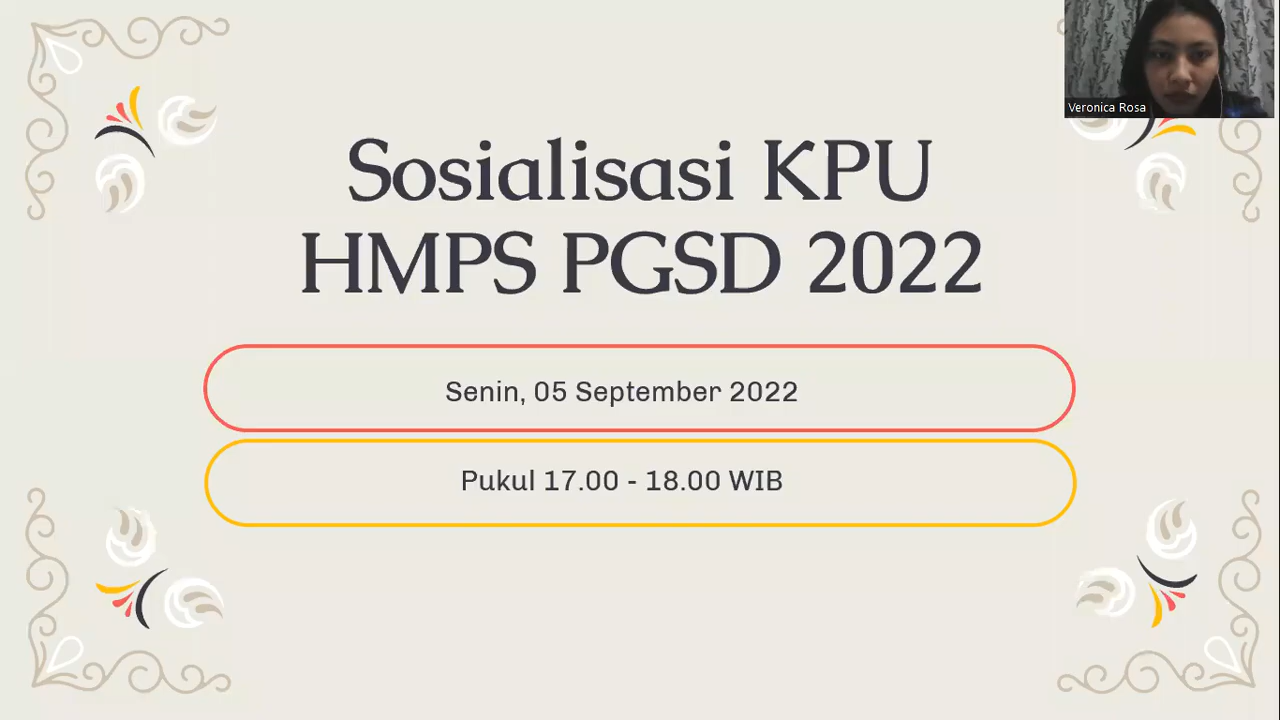 Veronica Rosa
Sosialisasi KPU
HMPS PGSD 2022
Senin, 05 September 2022
Pukul 17.00 - 18.00 WIB